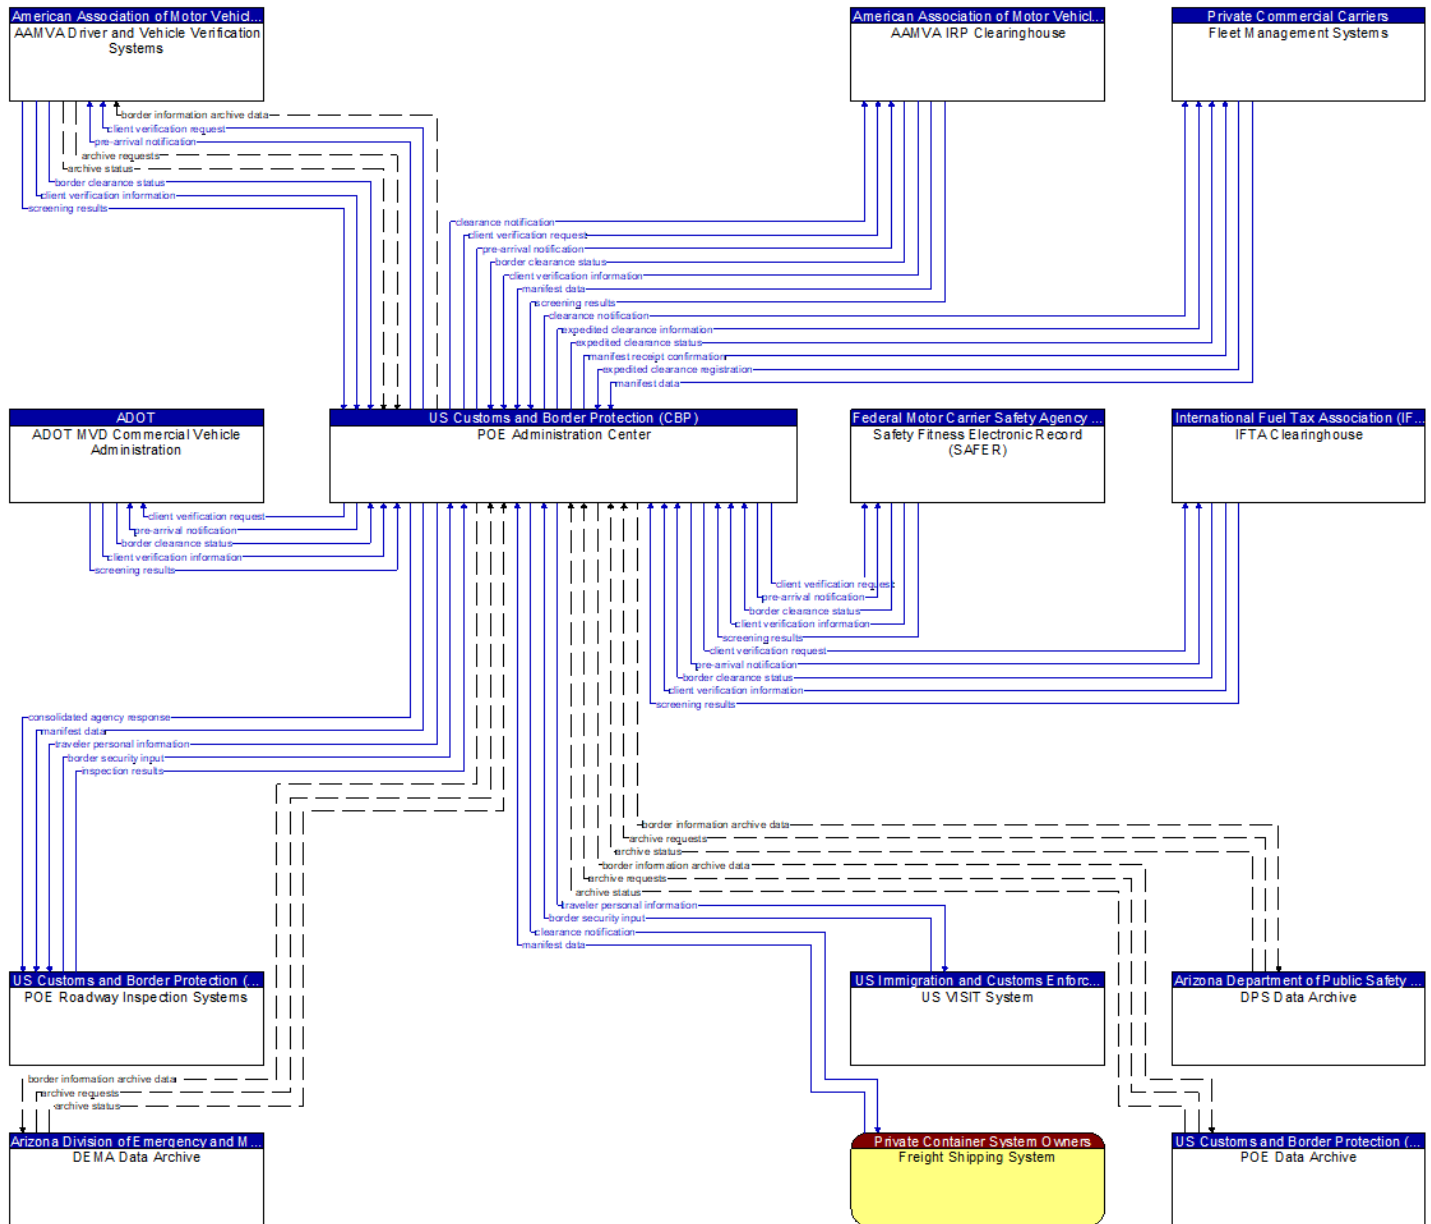 American Association of Motor Vehicl...
AAMVA Driver and Vehicle Verification
Systems
American Association of Motor Vehicl...
AAMVA IRP Clearinghouse
Private Commercial Carriers
Fleet Management Systems
border information archive data
client verification request
pre-arrival notification
archive requests
archive status
border clearance status
client verification information
screening results
clearance notification
client verification request
pre-arrival notification
border clearance status
client verification information
manifest data
screening results
clearance notification
expedited clearance information
expedited clearance status
manifest receipt confirmation
expedited clearance registration
manifest data
ADOT
ADOT MVD Commercial Vehicle
Administration
US Customs and Border Protection (CBP)
POE Administration Center
Federal Motor Carrier Safety Agency ...
Safety Fitness Electronic Record
(SAFER)
International Fuel Tax Association (IF...
IFTA Clearinghouse
client verification request
pre-arrival notification
border clearance status
client verification information
screening results
client verification request
pre-arrival notification
border clearance status
client verification information
screening results
client verification request
pre-arrival notification
border clearance status
client verification information
screening results
consolidated agency response
manifest data
traveler personal information
border security input
inspection results
border information archive data
archive requests
archive status
border information archive data
archive requests
archive status
traveler personal information
border security input
clearance notification
manifest data
US Customs and Border Protection (...
POE Roadway Inspection Systems
US Immigration and Customs Enforc...
US VISIT System
Arizona Department of Public Safety ...
DPS Data Archive
border information archive data
archive requests
archive status
Arizona Division of Emergency and M...
DEMA Data Archive
Private Container System Owners
Freight Shipping System
US Customs and Border Protection (...
POE Data Archive